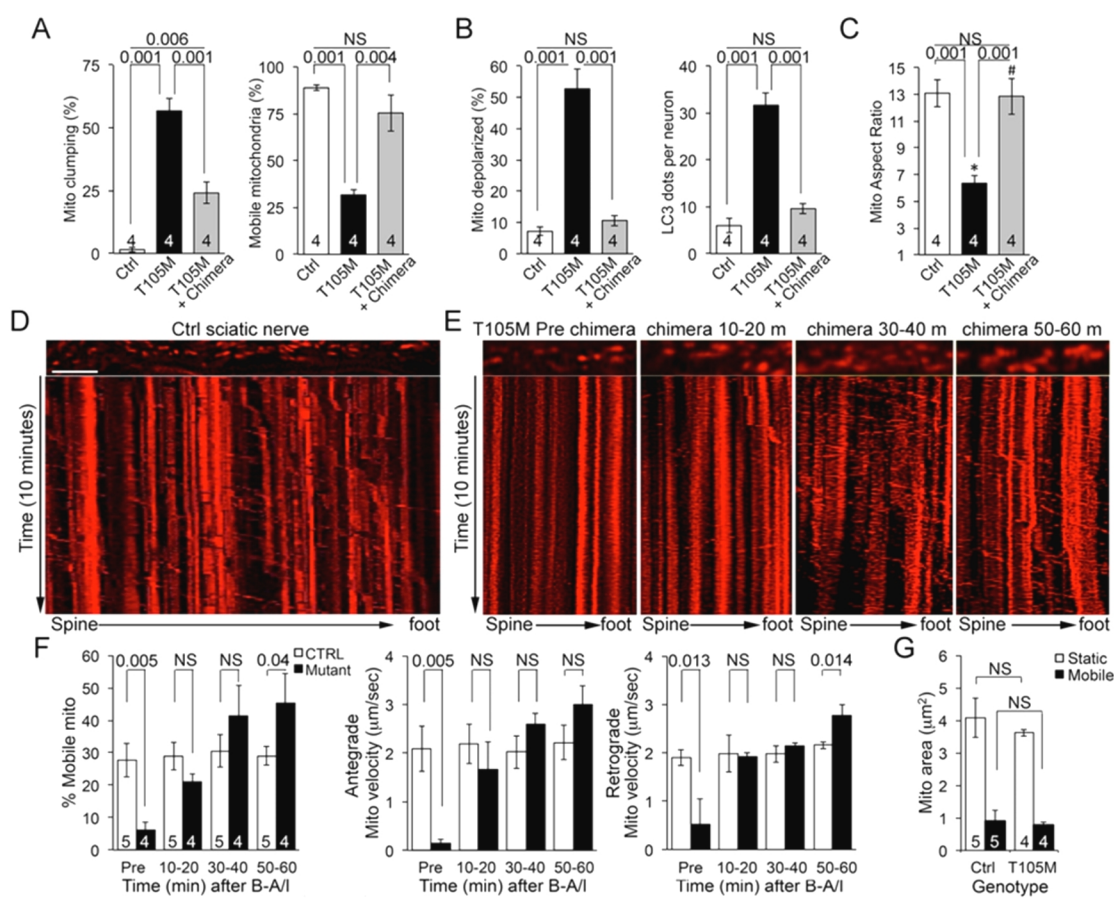 A
0.006
0.001 0.001
75
50
25
0
Mito clumping (%)
4 4 4
Ctrl
T105M
T105M
+ Chimera
NS
0.001 0.004
100
75
50
25
0
Mobile mitochondria (%)
4 4 4
Ctrl
T105M
T105M
+ Chimera
B
NS
0.001 0.001
60
50
40
30
20
10
0
Mito depolarized (%)
4 4 4
Ctrl
T105M
T105M
+ Chimera
NS
0.001 0.001
40
30
20
10
0
LC3 dots per neuron
4 4 4
Ctrl
T105M
T105M
+ Chimera
C
NS
0.001 0.001
15
13
11
9
7
5
3
1
Mito Aspect Ratio
* #
4 4 4
Ctrl
T105M
T105M
+ Chimera
D
Ctrl sciatic nerve
Time (10 minutes)
Spine foot
E
T105M Pre chimera chimera 10-20 m chimera 30-40 m chimera 50-60 m
Time (10 minutes)
Spine foot Spine foot Spine foot Spine foot
F
60
50
40
30
20
10
0
% Mobile mito
0.005 NS NS 0.04
CTRL
Mutant
5 4 5 4 5 4 5 4
Pre 10-20 30-40 50-60
Time (min) after B-A/I
4
3
2
1
0
Antegrade
Mito velocity (μm/sec)
0.005 NS NS NS
Pre 10-20 30-40 50-60
Time (min) after B-A/I
4
3
2
1
0
Retrograde
Mito velocity (μm/sec)
0.013 NS NS 0.014
Pre 10-20 30-40 50-60
Time (min) after B-A/I
G
6
5
4
3
2
1
0
Mito area (μm²)
Static
Mobile
NS
NS
5 5 4 4
Ctrl T105M
Genotype